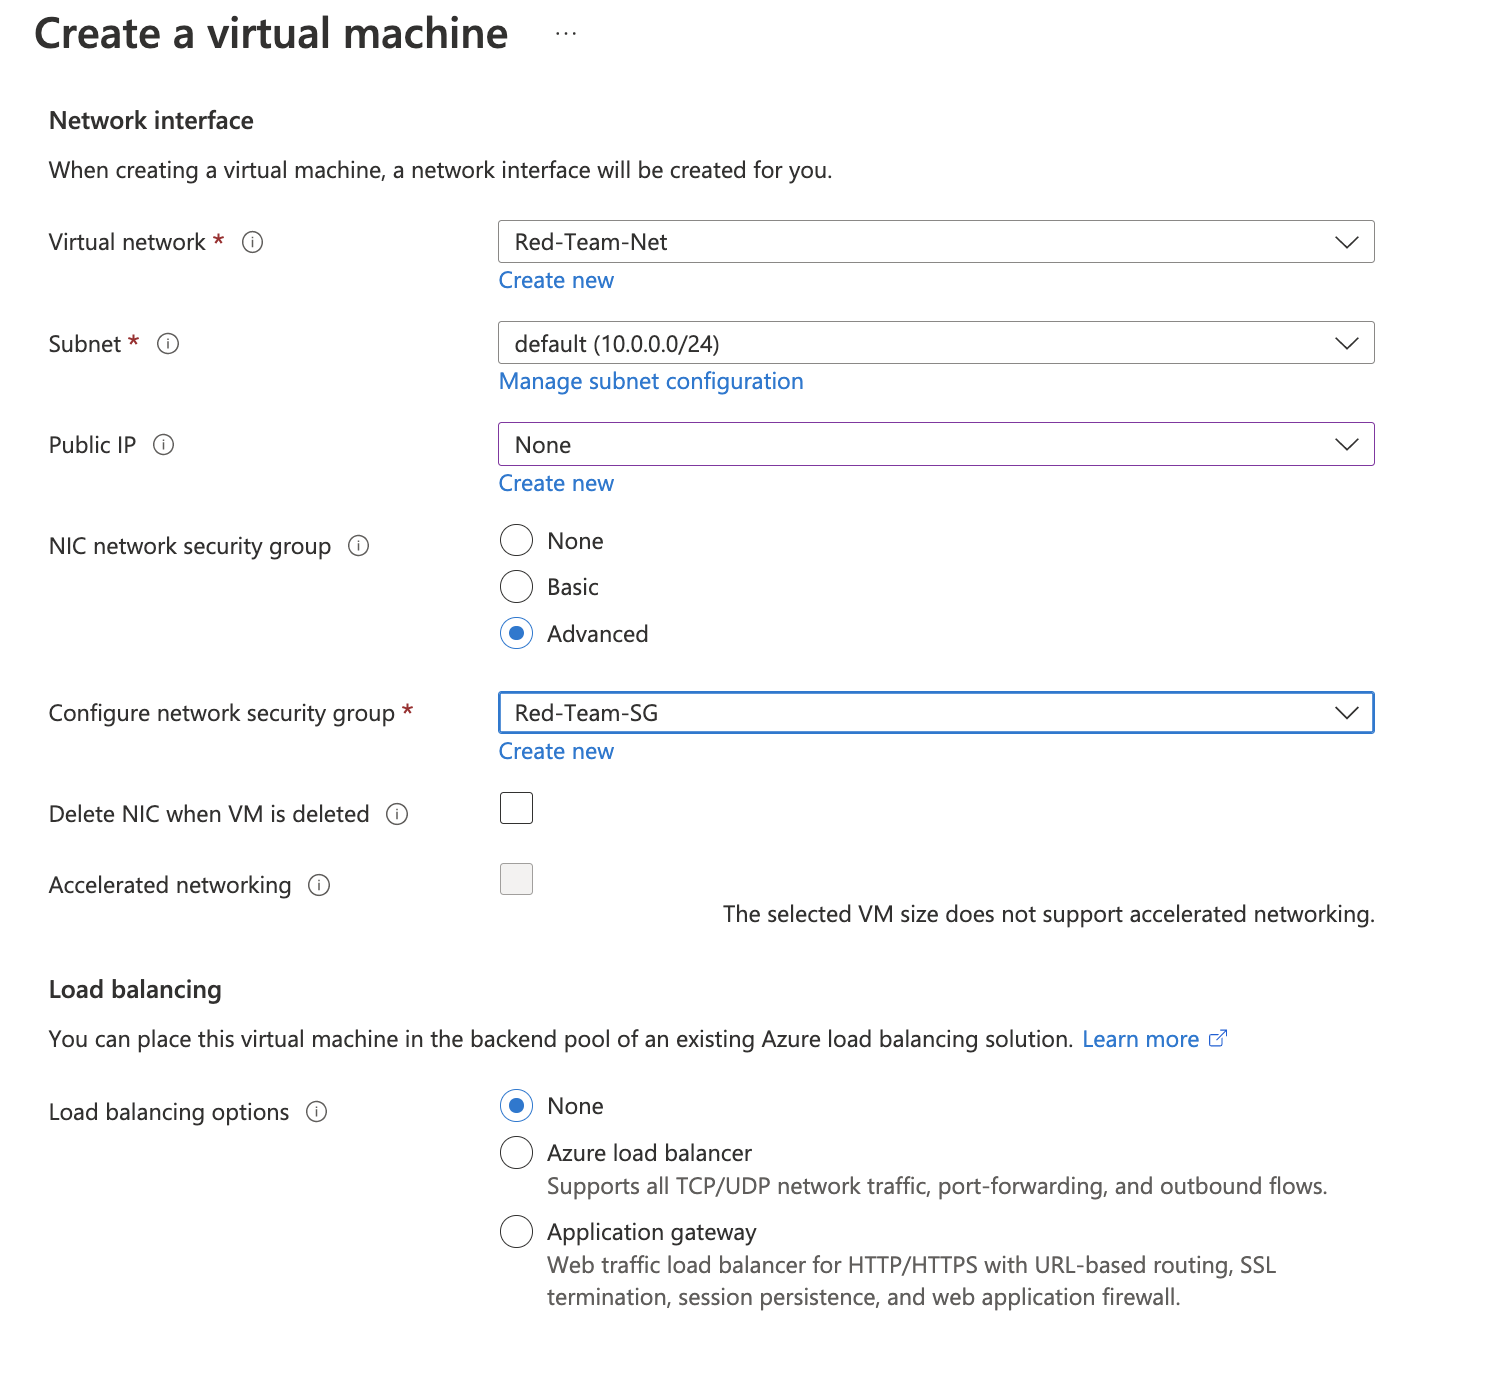 Create a virtual machine ...
Network interface
When creating a virtual machine, a network interface will be created for you.
Virtual network *
Red-Team-Net
Create new
Subnet *
default (10.0.0.0/24)
Manage subnet configuration
Public IP
None
Create new
NIC network security group
None
Basic
Advanced
Configure network security group *
Red-Team-SG
Create new
Delete NIC when VM is deleted
Accelerated networking
The selected VM size does not support accelerated networking.
Load balancing
You can place this virtual machine in the backend pool of an existing Azure load balancing solution. Learn more
Load balancing options
None
Azure load balancer
Supports all TCP/UDP network traffic, port-forwarding, and outbound flows.
Application gateway
Web traffic load balancer for HTTP/HTTPS with URL-based routing, SSL
termination, session persistence, and web application firewall.